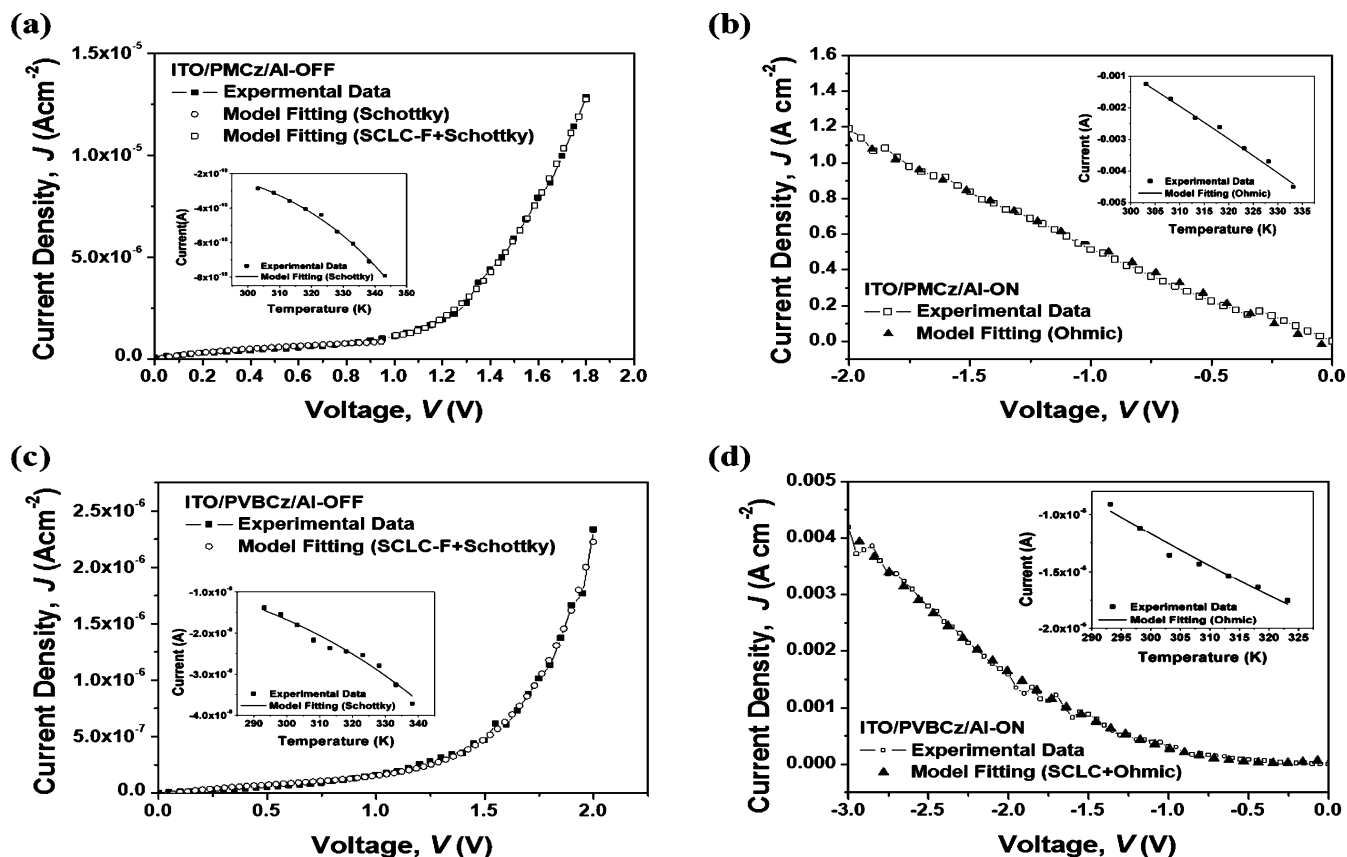 (a)
1.5x10⁻⁵
1.0x10⁻⁵
5.0x10⁻⁶
0.0
Current Density, J (Acm⁻²)
ITO/PMCz/Al-OFF
Expermental Data
Model Fitting (Schottky)
Model Fitting (SCLC-F+Schottky)
-2x10⁻¹⁰
-4x10⁻¹⁰
-6x10⁻¹⁰
-8x10⁻¹⁰
Current(A)
Experimental Data
Model Fitting (Schottky)
300 310 320 330 340 350
Temperature (K)
0.0 0.2 0.4 0.6 0.8 1.0 1.2 1.4 1.6 1.8 2.0
Voltage, V (V)
(b)
1.6
1.4
1.2
1.0
0.8
0.6
0.4
0.2
0.0
Current Density, J (A cm⁻²)
-0.001
-0.002
-0.003
-0.004
-0.005
Current (A)
Experimental Data
Model Fitting (Ohmic)
300 305 310 315 320 325 330 335
Temperature (K)
ITO/PMCz/Al-ON
Experimental Data
Model Fitting (Ohmic)
-2.0 -1.5 -1.0 -0.5 0.0
Voltage, V (V)
(c)
2.5x10⁻⁶
2.0x10⁻⁶
1.5x10⁻⁶
1.0x10⁻⁶
5.0x10⁻⁷
0.0
Current Density, J (Acm⁻²)
ITO/PVBCz/Al-OFF
Experimental Data
Model Fitting (SCLC-F+Schottky)
Current (A)
Experimental Data
Model Fitting (Schottky)
290 300 310 320 330 340
Temperature (K)
0.0 0.5 1.0 1.5 2.0
Voltage, V (V)
(d)
0.005
0.004
0.003
0.002
0.001
0.000
Current Density, J (A cm⁻²)
Current (A)
Experimental Data
Model Fitting (Ohmic)
290 295 300 305 310 315 320 325
Temperature (K)
ITO/PVBCz/Al-ON
Experimental Data
Model Fitting (SCLC+Ohmic)
-3.0 -2.5 -2.0 -1.5 -1.0 -0.5 0.0
Voltage, V (V)